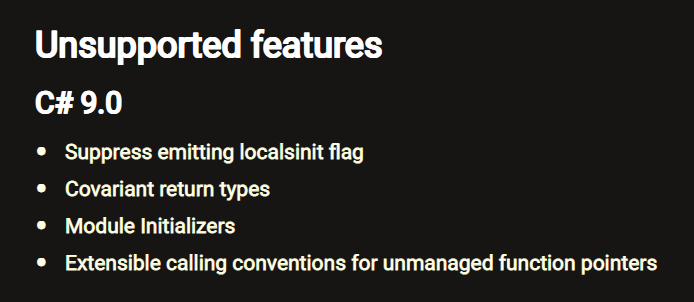 Unsupported features
C# 9.0
• Suppress emitting localsinit flag
• Covariant return types
• Module Initializers
• Extensible calling conventions for unmanaged function pointers